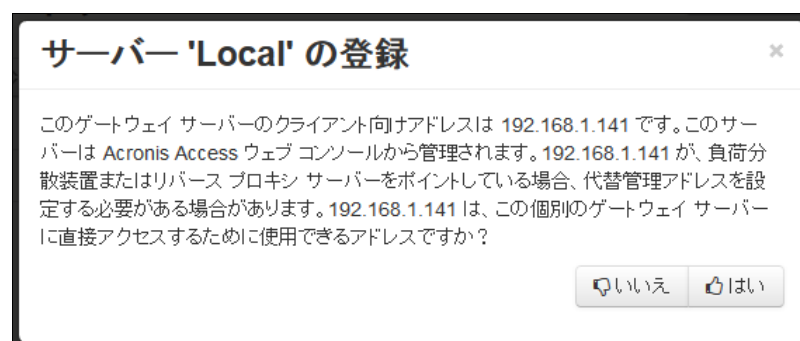 サーバー 'Local' の登録
×
このゲートウェイ サーバーのクライアント向けアドレスは 192.168.1.141 です。このサー
バーは Acronis Access ウェブ コンソールから管理されます。192.168.1.141 が、負荷分
散装置またはリバース プロキシ サーバーをポイントしている場合、代替管理アドレスを設
定する必要がある場合があります。192.168.1.141 は、この個別のゲートウェイ サーバー
に直接アクセスするために使用できるアドレスですか？
いいえ はい